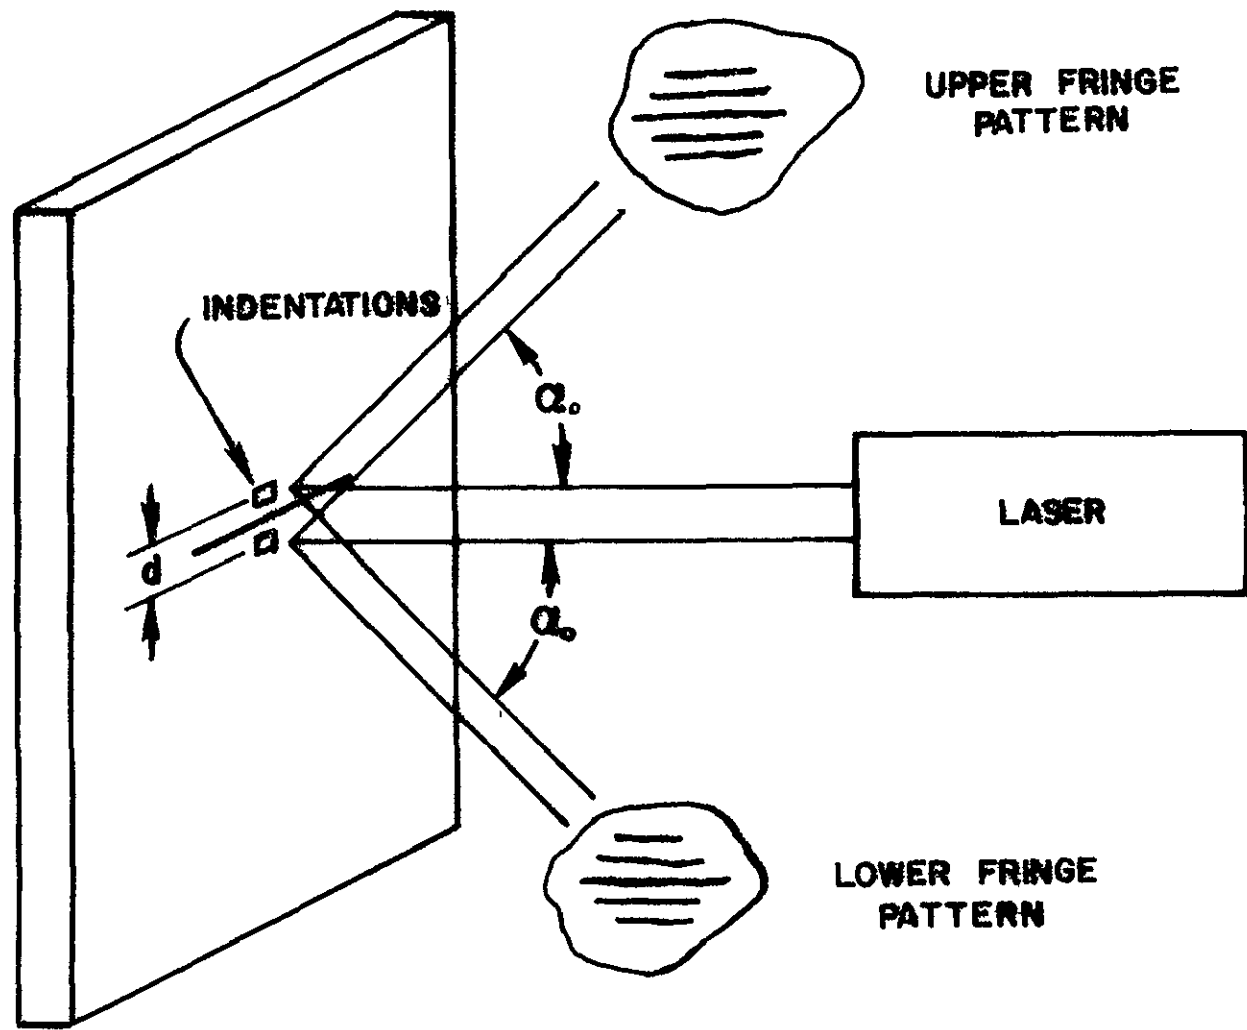 UPPER FRINGE
PATTERN
INDENTATIONS
α₀
LASER
d
α₀
LOWER FRINGE
PATTERN